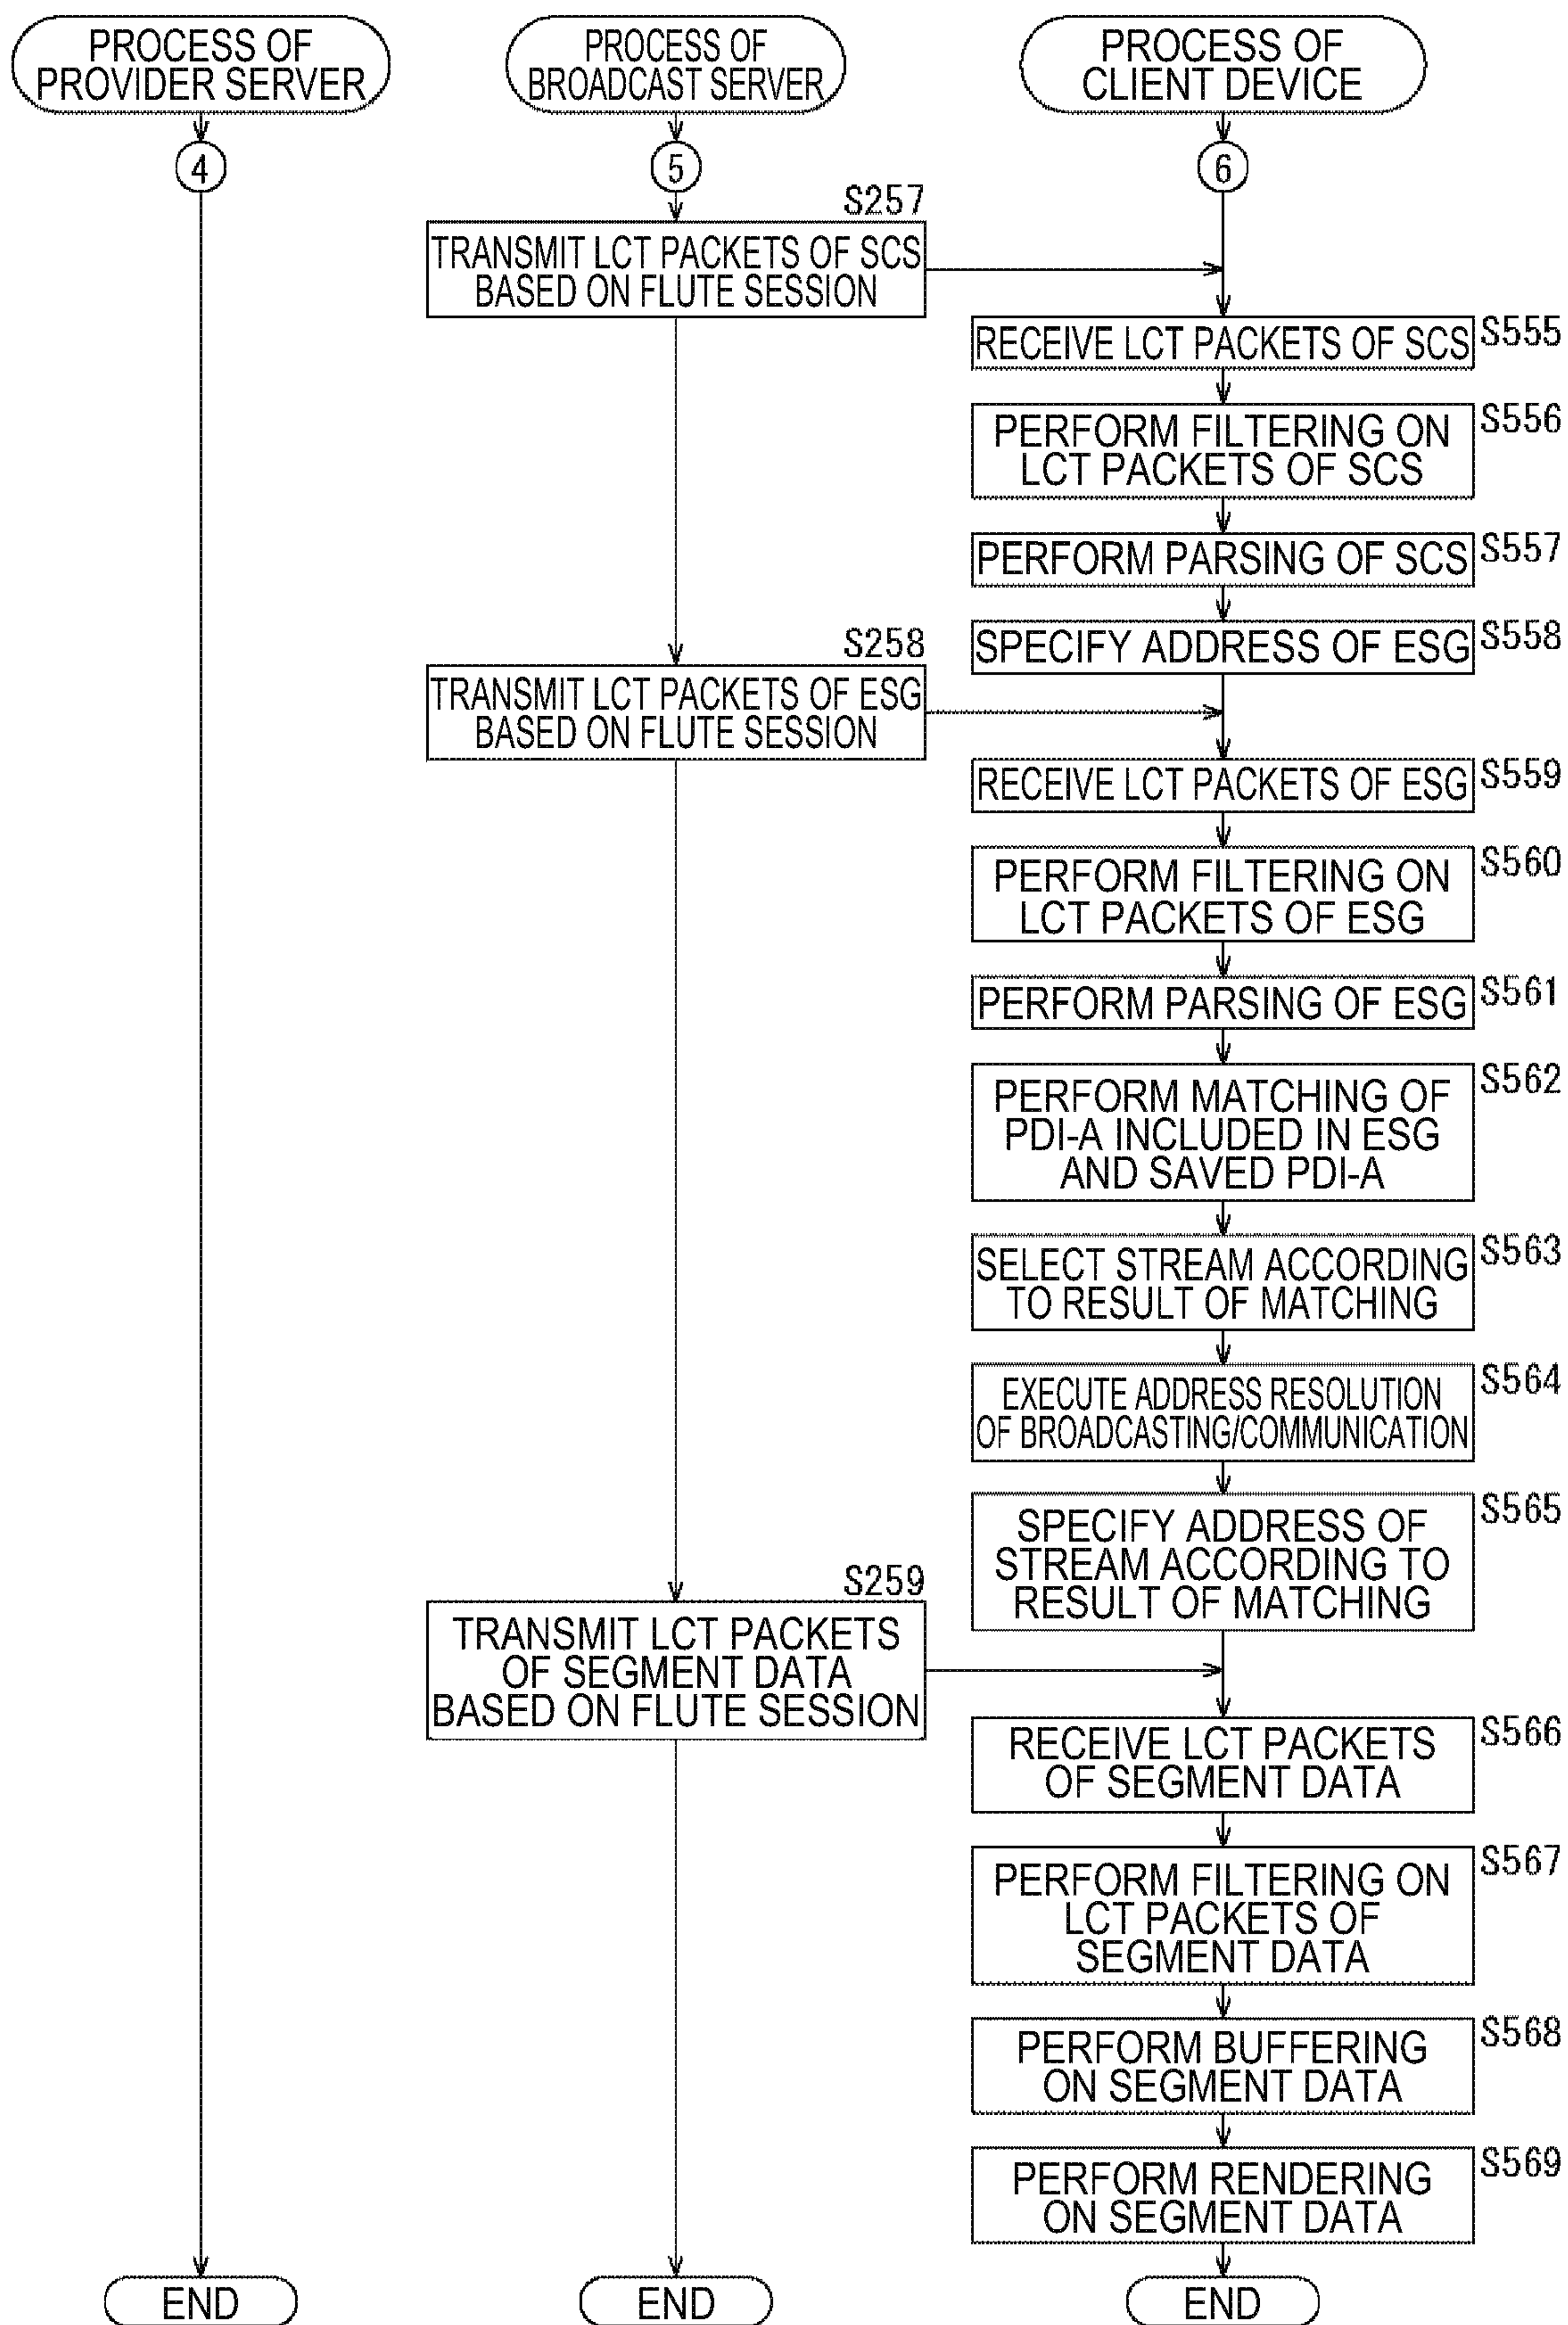 PROCESS OF
PROVIDER SERVER
PROCESS OF
BROADCAST SERVER
PROCESS OF
CLIENT DEVICE
4
5
6
S257
TRANSMIT LCT PACKETS OF SCS
BASED ON FLUTE SESSION
RECEIVE LCT PACKETS OF SCS
S555
PERFORM FILTERING ON
LCT PACKETS OF SCS
S556
PERFORM PARSING OF SCS
S557
SPECIFY ADDRESS OF ESG
S558
S258
TRANSMIT LCT PACKETS OF ESG
BASED ON FLUTE SESSION
RECEIVE LCT PACKETS OF ESG
S559
PERFORM FILTERING ON
LCT PACKETS OF ESG
S560
PERFORM PARSING OF ESG
S561
PERFORM MATCHING OF
PDI-A INCLUDED IN ESG
AND SAVED PDI-A
S562
SELECT STREAM ACCORDING
TO RESULT OF MATCHING
S563
EXECUTE ADDRESS RESOLUTION
OF BROADCASTING/COMMUNICATION
S564
SPECIFY ADDRESS OF
STREAM ACCORDING TO
RESULT OF MATCHING
S565
S259
TRANSMIT LCT PACKETS
OF SEGMENT DATA
BASED ON FLUTE SESSION
RECEIVE LCT PACKETS
OF SEGMENT DATA
S566
PERFORM FILTERING ON
LCT PACKETS OF
SEGMENT DATA
S567
PERFORM BUFFERING
ON SEGMENT DATA
S568
PERFORM RENDERING
ON SEGMENT DATA
S569
END
END
END